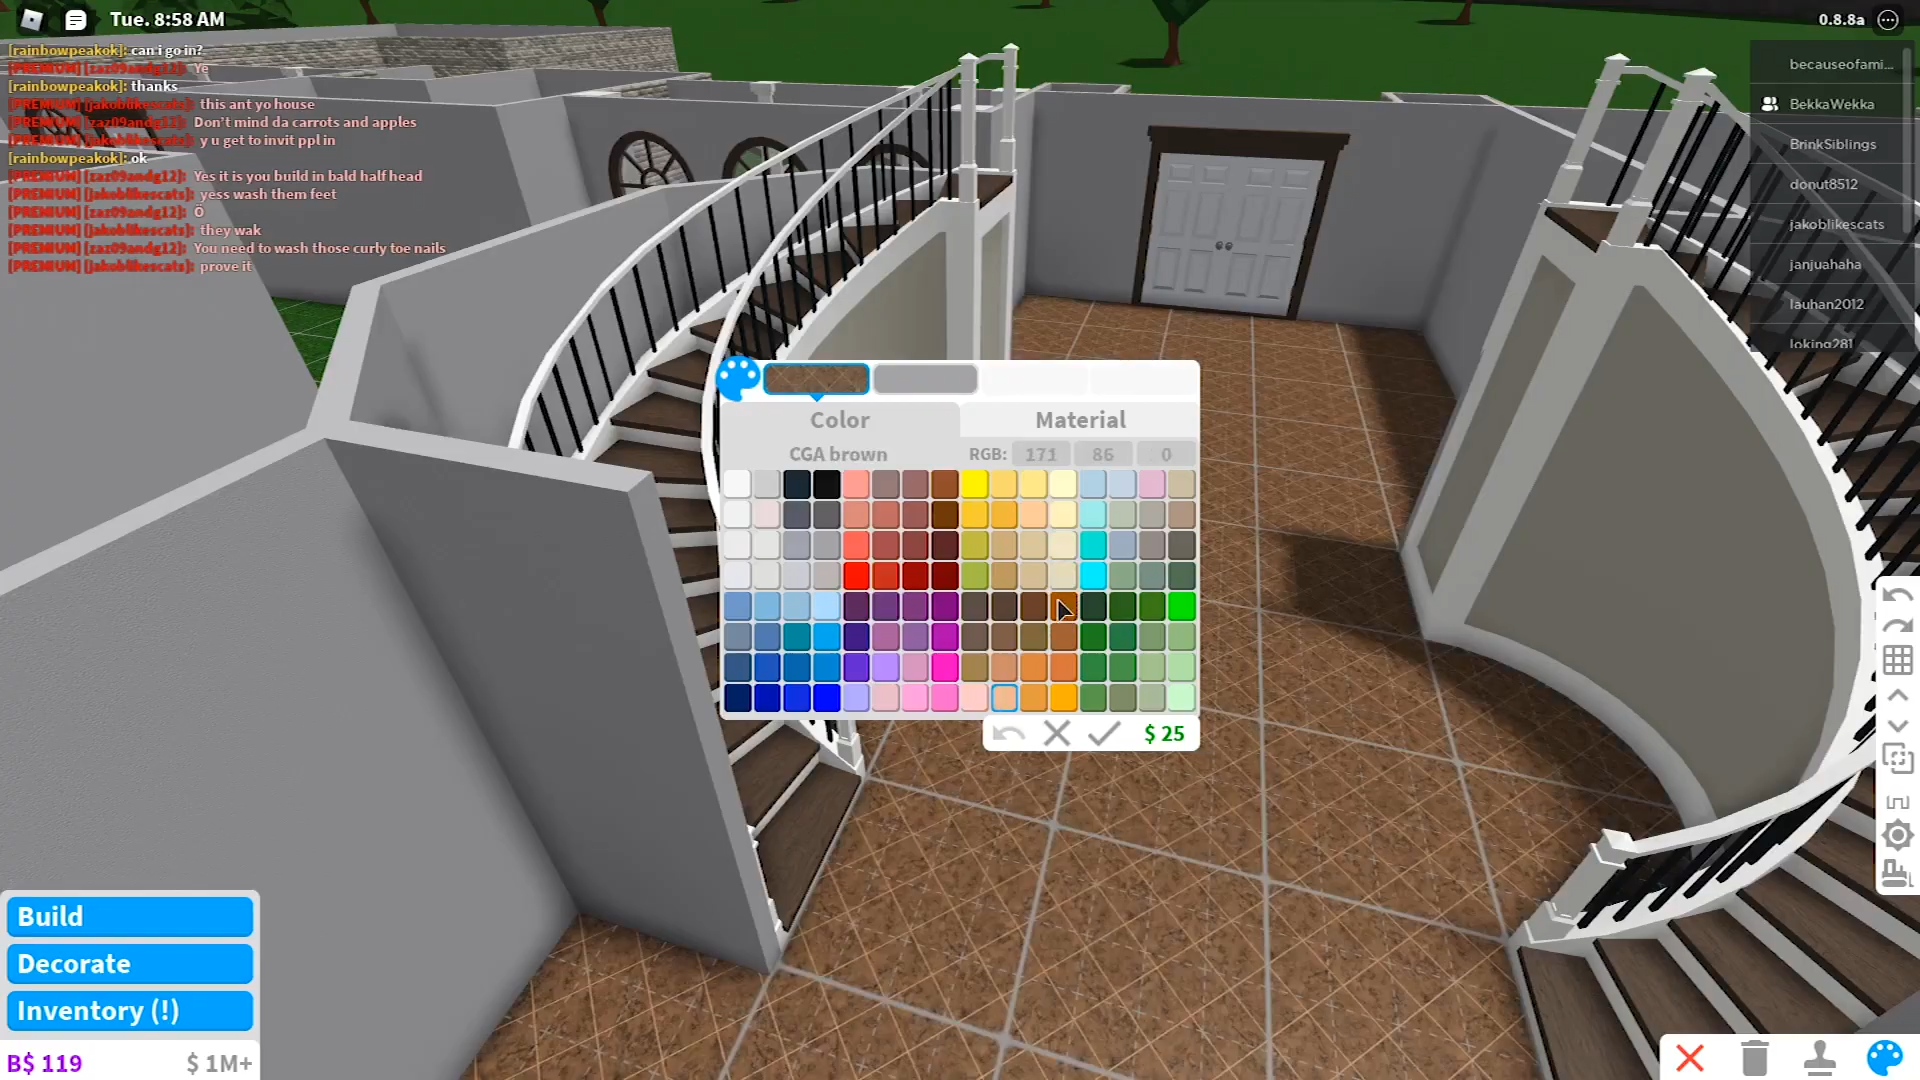 Tue. 8:58 AM
0.8.8a
[rainbowpeakok]: can i go in?
[PREMIUM] [zaz09andg12]: Ye
[rainbowpeakok]: thanks
[PREMIUM] [jakoblikescats]: this ant yo house
[PREMIUM] [zaz09andg12]: Don't mind da carrots and apples
[PREMIUM] [jakoblikescats]: y u get to invit ppl in
[rainbowpeakok]: ok
[PREMIUM] [zaz09andg12]: Yes it is you build in bald half head
[PREMIUM] [jakoblikescats]: yess wash them feet
[PREMIUM] [zaz09andg12]: O
[PREMIUM] [jakoblikescats]: they wak
[PREMIUM] [zaz09andg12]: You need to wash those curly toe nails
[PREMIUM] [jakoblikescats]: prove it
becauseofami...
BekkaWekka
BrinkSiblings
donut8512
jakoblikescats
janjuahaha
lauhan2012
loking281
Color
Material
CGA brown
RGB: 171 86 0
$ 25
Build
Decorate
Inventory (!)
B$ 119
$ 1M+